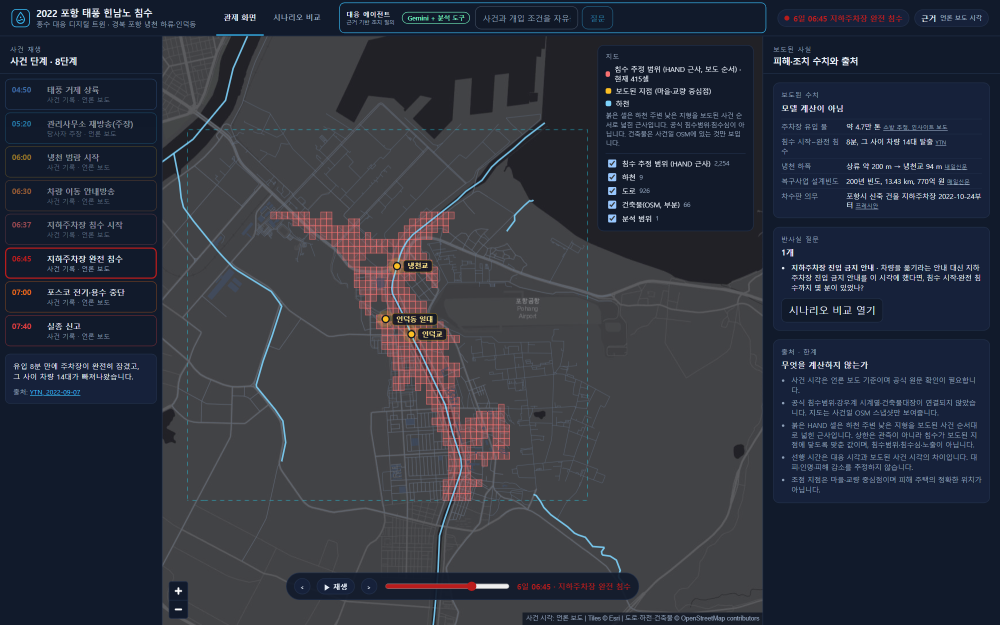 2022 포항 태풍 힌남노 침수
홍수 대응 디지털 트윈 · 경북 포항 냉천 하류·인덕동
관제 화면
시나리오 비교
대응 에이전트
근거 기반 조치 질의
Gemini + 분석 도구
사건과 개입 조건을 자유
질문
6일 06:45 지하주차장 완전 침수
근거 언론 보도 시각
사건 재생
사건 단계 · 8단계
04:50 태풍 거제 상륙
사건 기록 · 언론 보도
05:20 관리사무소 재방송(주장)
당사자 주장 · 언론 보도
06:00 냉천 범람 시작
사건 기록 · 언론 보도
06:30 차량 이동 안내방송
사건 기록 · 언론 보도
06:37 지하주차장 침수 시작
사건 기록 · 언론 보도
06:45 지하주차장 완전 침수
사건 기록 · 언론 보도
07:00 포스코 전기·용수 중단
사건 기록 · 언론 보도
07:40 실종 신고
사건 기록 · 언론 보도
유입 8분 만에 주차장이 완전히 잠겼고,
그 사이 차량 14대가 빠져나왔습니다.
출처: YTN, 2022-09-07
지도
침수 추정 범위 (HAND 근사, 보도 순서) ·
현재 415셀
보도된 지점 (마을·교량 중심점)
하천
붉은 셀은 하천 주변 낮은 지형을 보도된 사건 순
서로 넓힌 근사입니다. 공식 침수범위·침수심이 아
닙니다. 건축물은 사건일 OSM에 있는 것만 보입
니다.
침수 추정 범위 (HAND 근사) 2,254
하천 9
도로 926
건축물(OSM, 부분) 66
분석 범위 1
냉천교
인덕동 일대
인덕교
포항공항
Pohang
Airport
+
−
‹
▶ 재생
›
6일 06:45 · 지하주차장 완전 침수
사건 시각: 언론 보도 | Tiles © Esri | 도로·하천·건축물 © OpenStreetMap contributors
보도된 사실
피해·조치 수치와 출처
보도된 수치
모델 계산이 아님
주차장 유입 물 약 4.7만 톤 소방 추정, 인사이트 보도
침수 시작~완전 침 8분, 그 사이 차량 14대 탈출 YTN
수
냉천 하폭 상류 약 200 m → 냉천교 94 m 내일신문
복구사업 설계빈도 200년 빈도, 13.43 km, 770억 원 매일신문
차수판 의무 포항시 신축 건물 지하주차장 2022-10-24부
터 프레시안
반사실 질문
1개
• 지하주차장 진입 금지 안내 · 차량을 옮기라는 안내 대신 지하
주차장 진입 금지 안내를 이 시각에 했다면, 침수 시작·완전 침
수까지 몇 분이 있었나?
시나리오 비교 열기
출처 · 한계
무엇을 계산하지 않는가
• 사건 시각은 언론 보도 기준이며 공식 원문 확인이 필요합니
다.
• 공식 침수범위·강우계 시계열·건축물대장이 연결되지 않았습
니다. 지도는 사건일 OSM 스냅샷만 보여줍니다.
• 붉은 HAND 셀은 하천 주변 낮은 지형을 보도된 사건 순서대
로 넓힌 근사입니다. 상한은 관측이 아니라 침수가 보도된 지
점에 닿도록 맞춘 값이며, 침수범위·침수심·노출이 아닙니다.
• 선행 시간은 대응 시각과 보도된 사건 시각의 차이입니다. 대
피·인명·피해 감소를 추정하지 않습니다.
• 초점 지점은 마을·교량 중심점이며 피해 주택의 정확한 위치가
아닙니다.